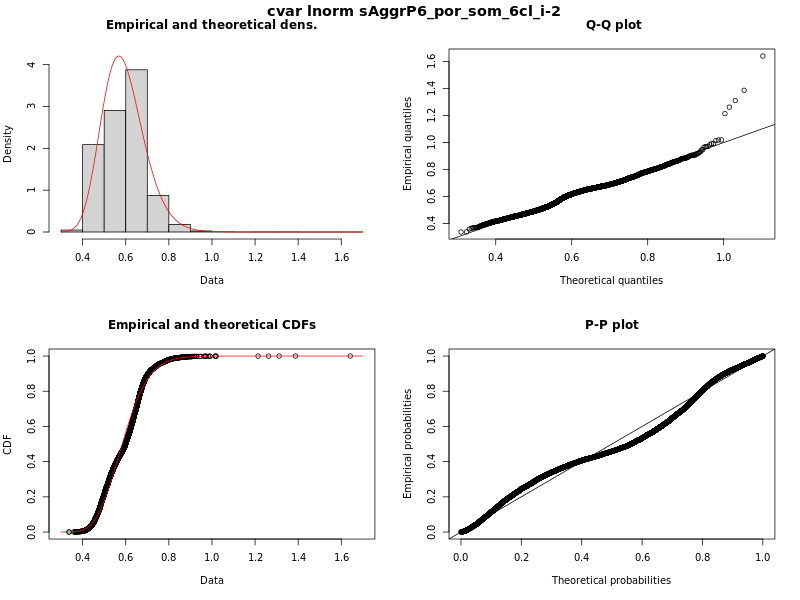 cvar lnorm sAggrP6_por_som_6cl_i-2
Empirical and theoretical dens.
Density
0 1 2 3 4
0.4 0.6 0.8 1.0 1.2 1.4 1.6
Data
Q-Q plot
Empirical quantiles
0.4 0.6 0.8 1.0 1.2 1.4 1.6
0.4 0.6 0.8 1.0
Theoretical quantiles
Empirical and theoretical CDFs
CDF
0.0 0.2 0.4 0.6 0.8 1.0
0.4 0.6 0.8 1.0 1.2 1.4 1.6
Data
P-P plot
Empirical probabilities
0.0 0.2 0.4 0.6 0.8 1.0
0.0 0.2 0.4 0.6 0.8 1.0
Theoretical probabilities